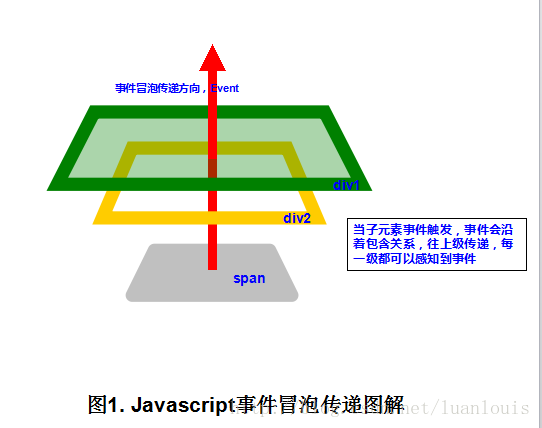 事件冒泡传递方向，Event
div1
div2
当子元素事件触发，事件会沿
着包含关系，往上级传递，每
一级都可以感知到事件
span
图1. Javascript事件冒泡传递图解
net/luanlouis